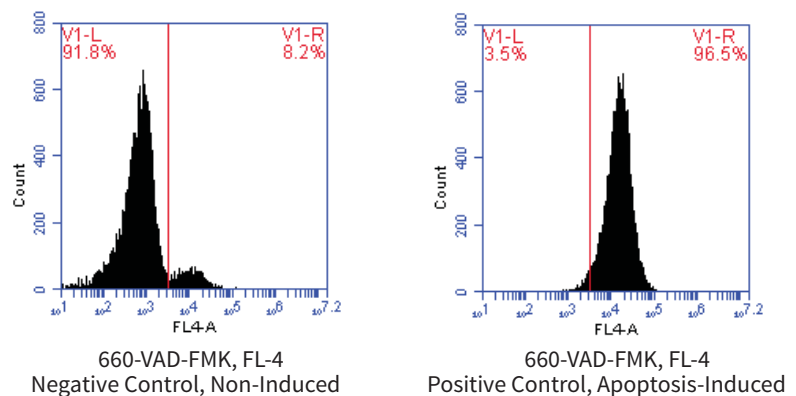 V1-L V1-R
91.8% 8.2%
800
600
400
200
0
Count
10^1 10^2 10^3 10^4 10^5 10^6 10^7.2
FL4-A
660-VAD-FMK, FL-4
Negative Control, Non-Induced
V1-L V1-R
3.5% 96.5%
800
600
400
200
0
Count
10^1 10^2 10^3 10^4 10^5 10^6 10^7.2
FL4-A
660-VAD-FMK, FL-4
Positive Control, Apoptosis-Induced